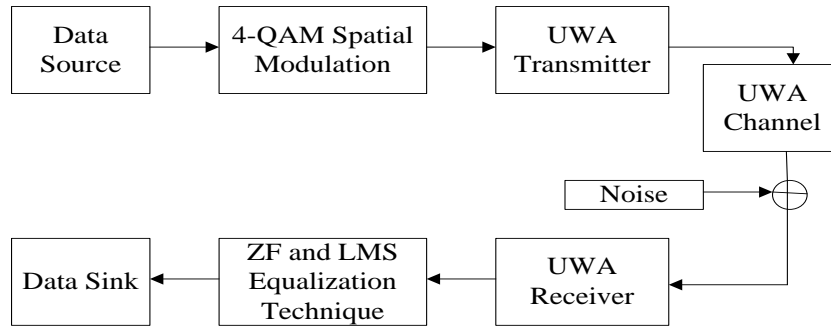 Data
Source
4-QAM Spatial
Modulation
UWA
Transmitter
UWA
Channel
Noise
Data Sink
ZF and LMS
Equalization
Technique
UWA
Receiver